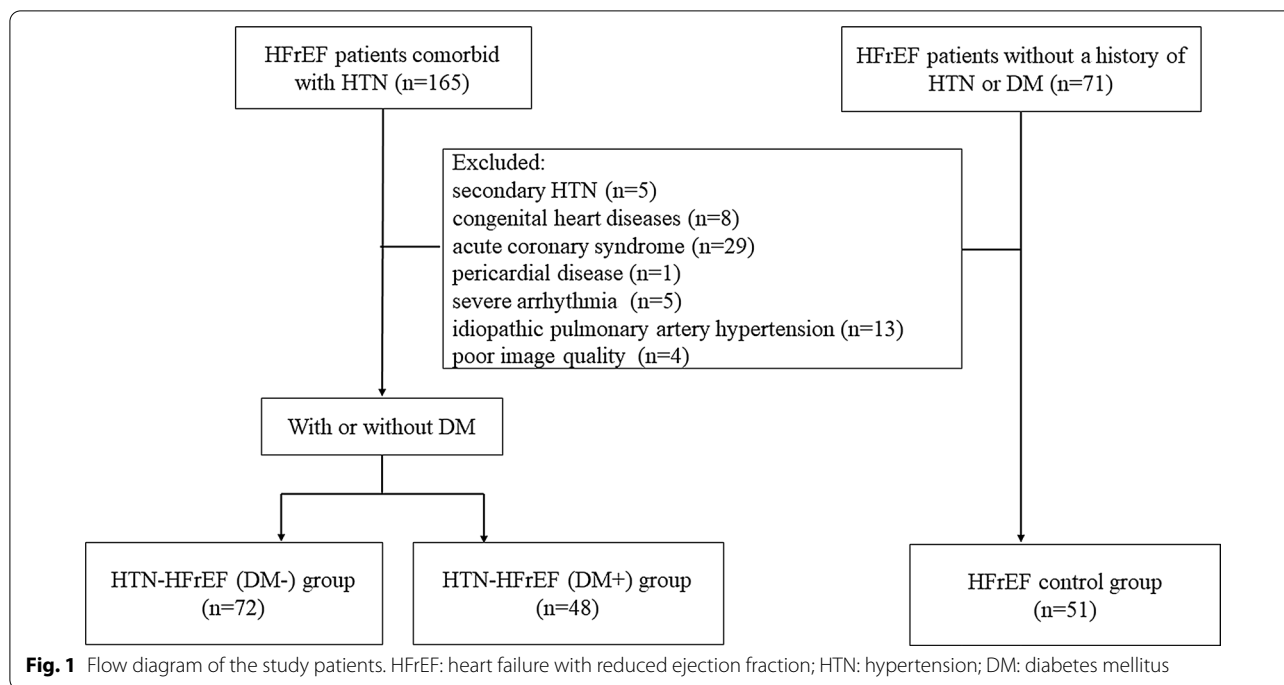 HFrEF patients comorbid
with HTN (n=165)
HFrEF patients without a history of
HTN or DM (n=71)
Excluded:
secondary HTN (n=5)
congenital heart diseases (n=8)
acute coronary syndrome (n=29)
pericardial disease (n=1)
severe arrhythmia (n=5)
idiopathic pulmonary artery hypertension (n=13)
poor image quality (n=4)
With or without DM
HTN-HFrEF (DM-) group
(n=72)
HTN-HFrEF (DM+) group
(n=48)
HFrEF control group
(n=51)
Fig. 1 Flow diagram of the study patients. HFrEF: heart failure with reduced ejection fraction; HTN: hypertension; DM: diabetes mellitus